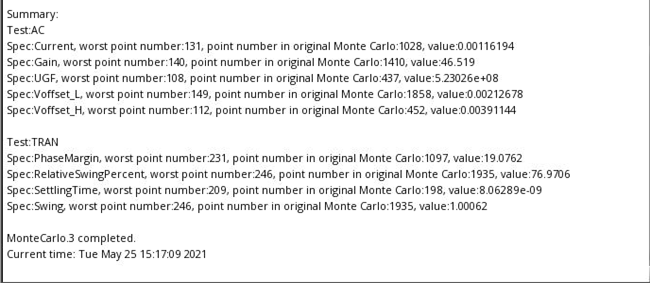 Summary:
Test:AC
Spec:Current, worst point number:131, point number in original Monte Carlo:1028, value:0.00116194
Spec:Gain, worst point number:140, point number in original Monte Carlo:1410, value:46.519
Spec:UGF, worst point number:108, point number in original Monte Carlo:437, value:5.23026e+08
Spec:Voffset_L, worst point number:149, point number in original Monte Carlo:1858, value:0.00212678
Spec:Voffset_H, worst point number:112, point number in original Monte Carlo:452, value:0.00391144
Test:TRAN
Spec:PhaseMargin, worst point number:231, point number in original Monte Carlo:1097, value:19.0762
Spec:RelativeSwingPercent, worst point number:246, point number in original Monte Carlo:1935, value:76.9706
Spec:SettlingTime, worst point number:209, point number in original Monte Carlo:198, value:8.06289e-09
Spec:Swing, worst point number:246, point number in original Monte Carlo:1935, value:1.00062
MonteCarlo.3 completed.
Current time: Tue May 25 15:17:09 2021